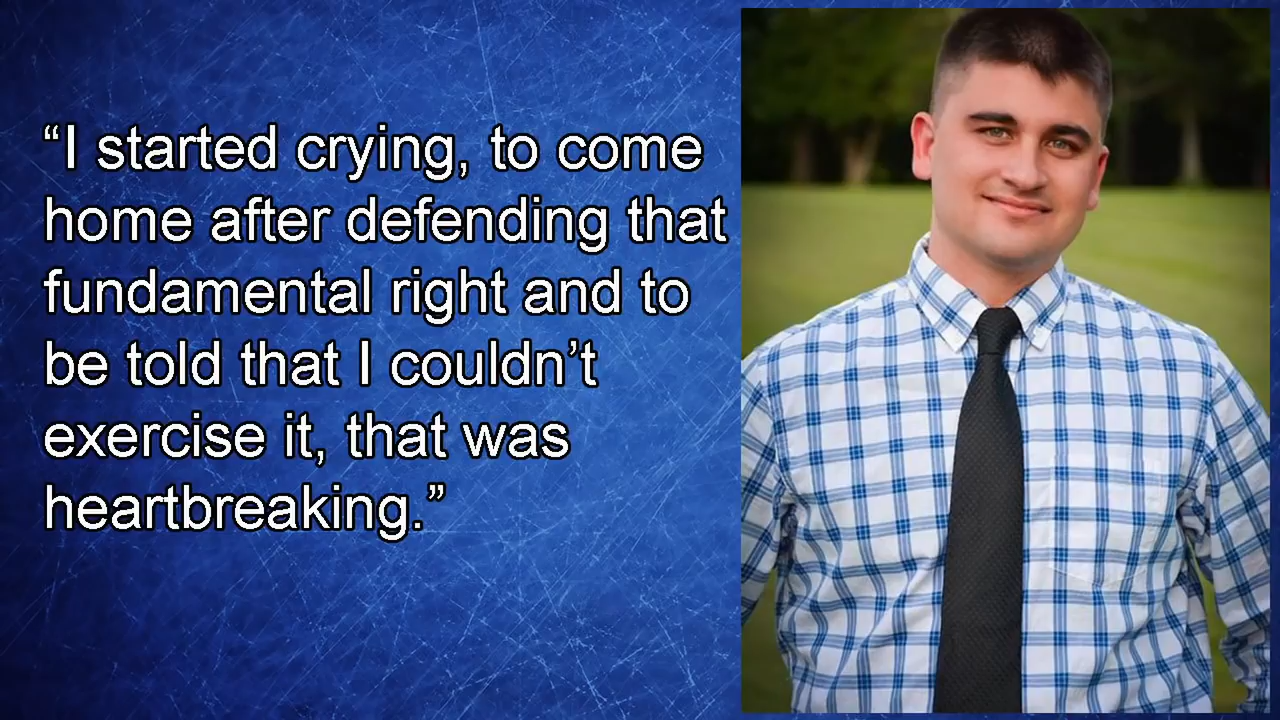 “I started crying, to come
home after defending that
fundamental right and to
be told that I couldn’t
exercise it, that was
heartbreaking.”